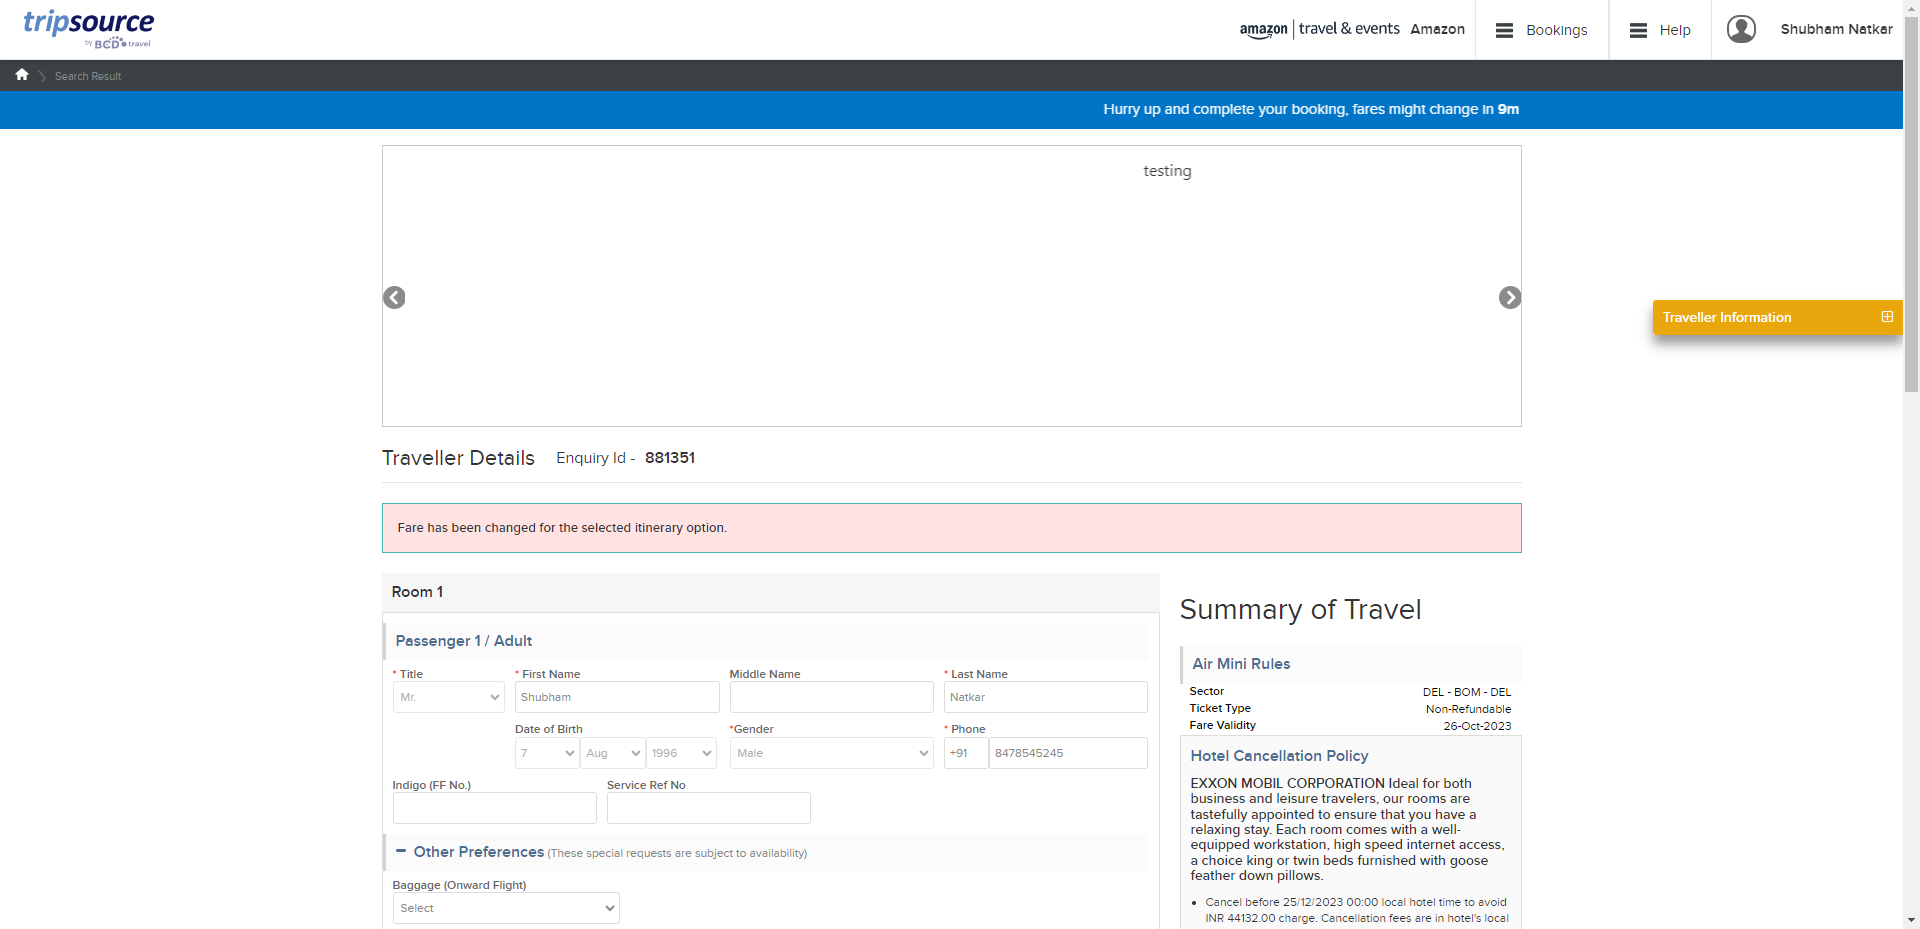 tripsource
by BCD travel
amazon | travel & events Amazon
Bookings
Help
Shubham Natkar
Search Result
Hurry up and complete your booking, fares might change in 9m
testing
Traveller Information
Traveller Details Enquiry Id - 881351
Fare has been changed for the selected itinerary option.
Room 1
Passenger 1 / Adult
* Title * First Name Middle Name * Last Name
Mr. Shubham Natkar
Date of Birth *Gender * Phone
7 Aug 1996 Male +91 8478545245
Indigo (FF No.) Service Ref No
Other Preferences (These special requests are subject to availability)
Baggage (Onward Flight)
Select
Summary of Travel
Air Mini Rules
Sector DEL - BOM - DEL
Ticket Type Non-Refundable
Fare Validity 26-Oct-2023
Hotel Cancellation Policy
EXXON MOBIL CORPORATION Ideal for both
business and leisure travelers, our rooms are
tastefully appointed to ensure that you have a
relaxing stay. Each room comes with a well-
equipped workstation, high speed internet access,
a choice king or twin beds furnished with goose
feather down pillows.
• Cancel before 25/12/2023 00:00 local hotel time to avoid
INR 44132.00 charge. Cancellation fees are in hotel's local